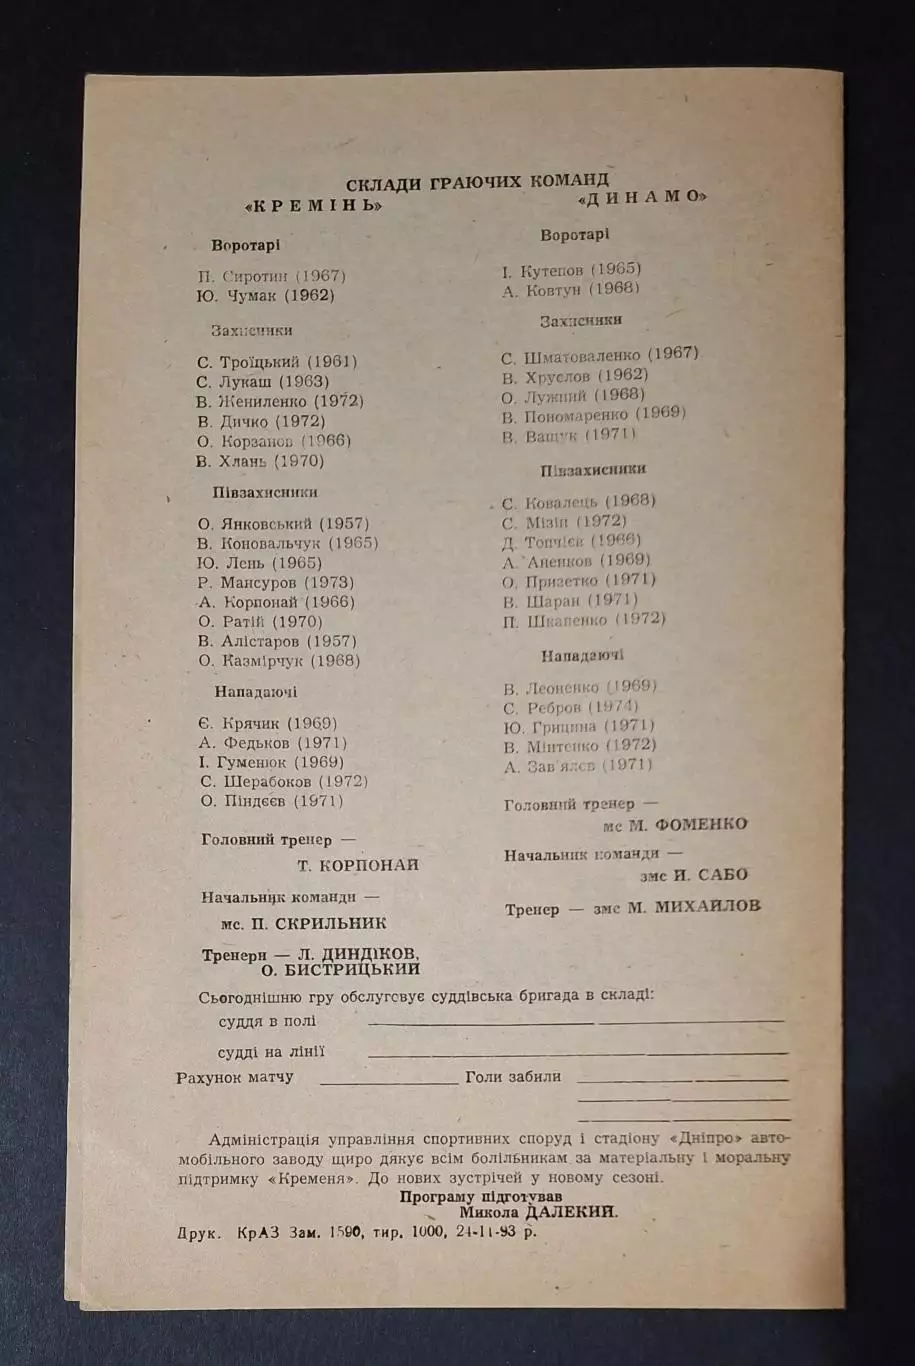 СКЛАДИ ГРАЮЧИХ КОМАНД
«КРЕМІНЬ»
Воротарі
П. Сиротин (1967)
Ю. Чумак (1962)
Захисники
С. Троїцький (1961)
С. Лукаш (1963)
В. Жениленко (1972)
В. Дичко (1972)
О. Корзанов (1966)
В. Хлань (1970)
Півзахисники
О. Янковський (1957)
В. Коновальчук (1965)
Ю. Лень (1965)
Р. Мансуров (1973)
А. Корпонай (1966)
О. Ратій (1970)
В. Алістаров (1957)
О. Казмірчук (1968)
Нападаючі
Є. Крячик (1969)
А. Федьков (1971)
І. Гуменюк (1969)
С. Шерабоков (1972)
О. Піндєєв (1971)
Головний тренер —
Т. КОРПОНАЙ
Начальник команди —
мс. П. СКРИЛЬНИК
Тренери — Л. ДИНДІКОВ,
О. БИСТРИЦЬКИЙ
«ДИНАМО»
Воротарі
І. Кутепов (1965)
А. Ковтун (1968)
Захисники
С. Шматоваленко (1967)
В. Хруслов (1962)
О. Лужний (1968)
В. Пономаренко (1969)
В. Ващук (1971)
Півзахисники
С. Ковалець (1968)
С. Мізін (1972)
Д. Топчієв (1966)
А. Аненков (1969)
О. Призетко (1971)
В. Шаран (1971)
П. Шкапенко (1972)
Нападаючі
В. Леоненко (1969)
С. Ребров (1974)
Ю. Грицина (1971)
В. Мінтенко (1972)
А. Зав'ялєв (1971)
Головний тренер —
мс М. ФОМЕНКО
Начальник команди —
змс Й. САБО
Тренер — змс М. МИХАЙЛОВ
Сьогоднішню гру обслуговує суддівська бригада в складі:
суддя в полі
судді на лінії
Рахунок матчу Голи забили
Адміністрація управління спортивних споруд і стадіону «Дніпро» авто-
мобільного заводу щиро дякує всім болільникам за матеріальну і моральну
підтримку «Кременя». До нових зустрічей у новому сезоні.
Програму підготував
Микола ДАЛЕКИЙ.
Друк. КрАЗ Зам. 1590, тир. 1000, 24-11-93 р.